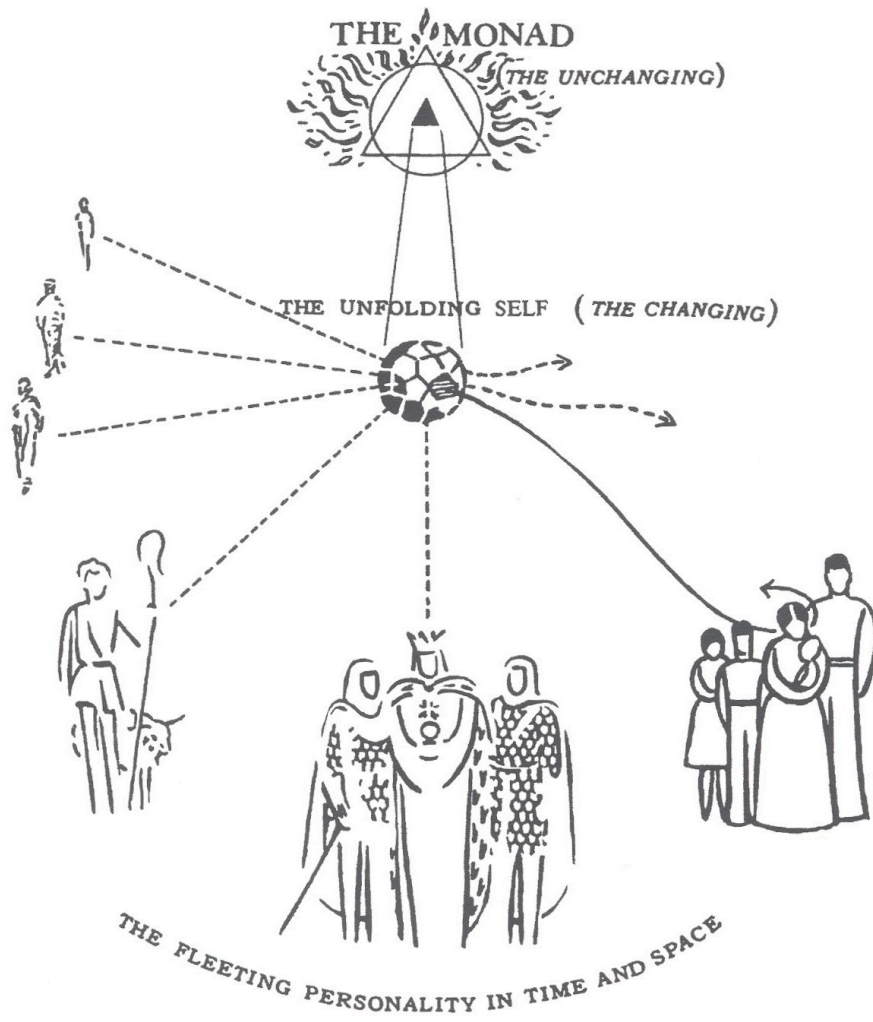 THE MONAD
(THE UNCHANGING)
THE UNFOLDING SELF (THE CHANGING)
THE FLEETING PERSONALITY IN TIME AND SPACE